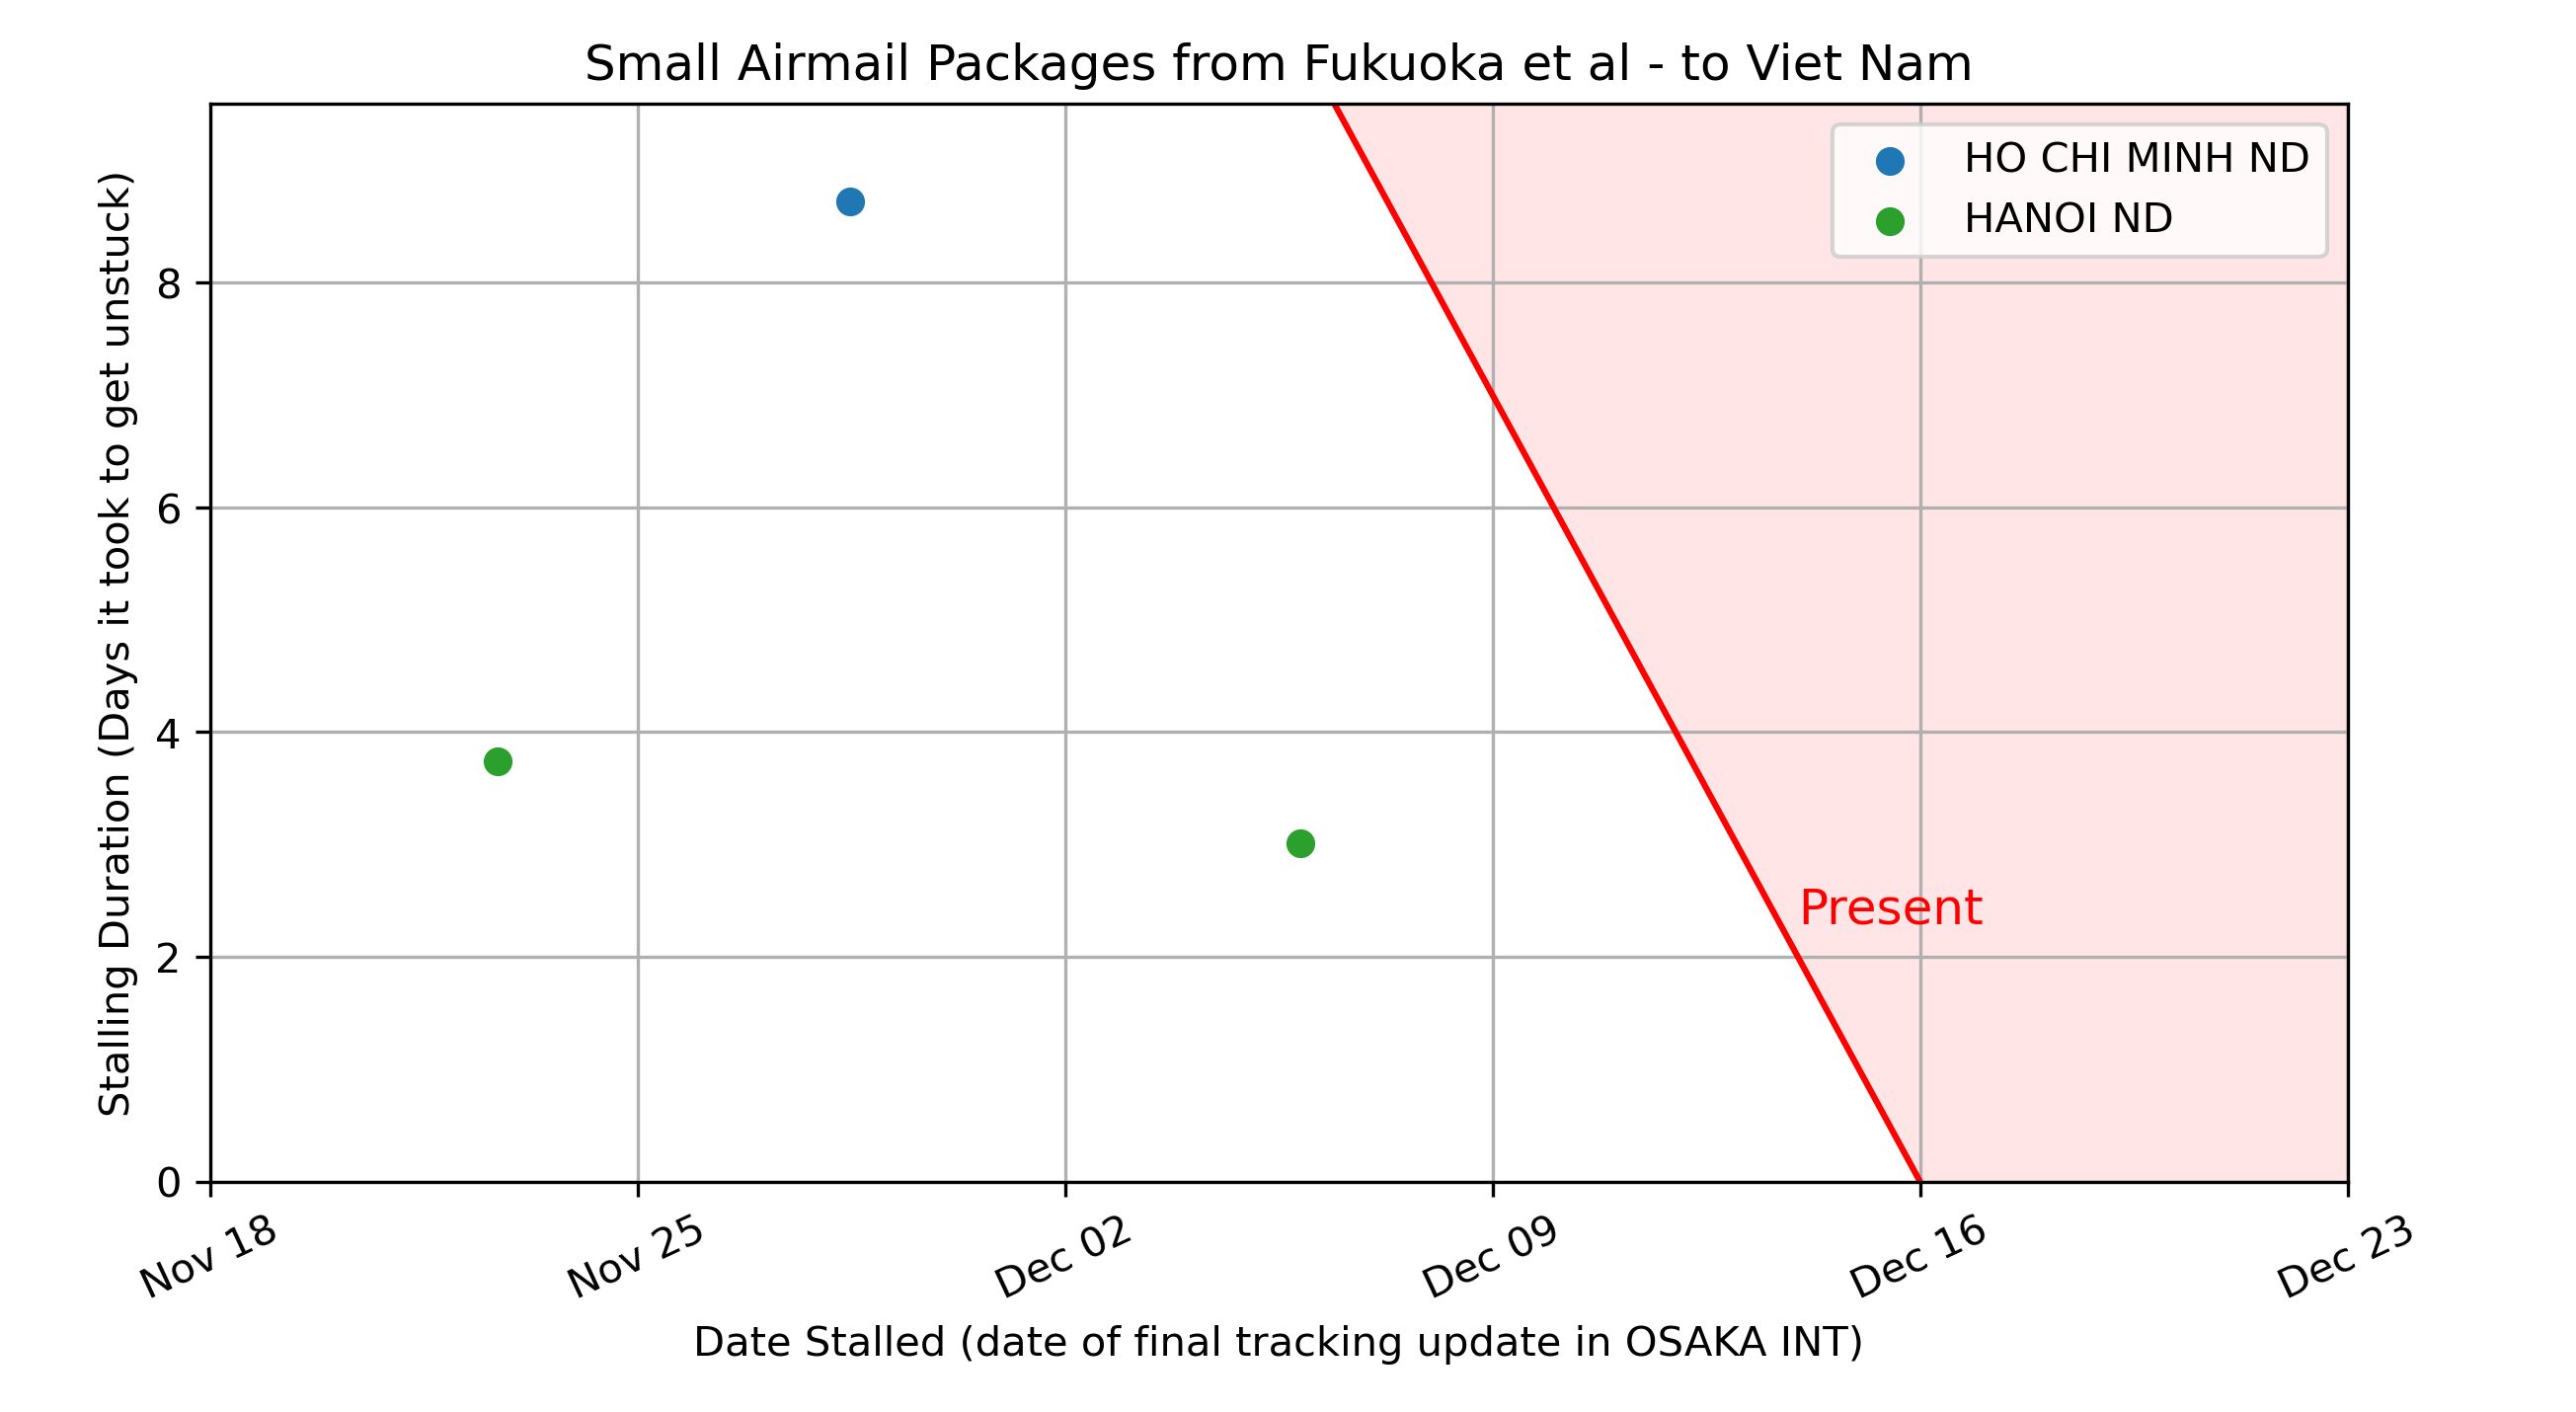 Small Airmail Packages from Fukuoka et al - to Viet Nam
HO CHI MINH ND
HANOI ND
Stalling Duration (Days it took to get unstuck)
8
6
4
2
0
Present
Nov 18
Nov 25
Dec 02
Dec 09
Dec 16
Dec 23
Date Stalled (date of final tracking update in OSAKA INT)